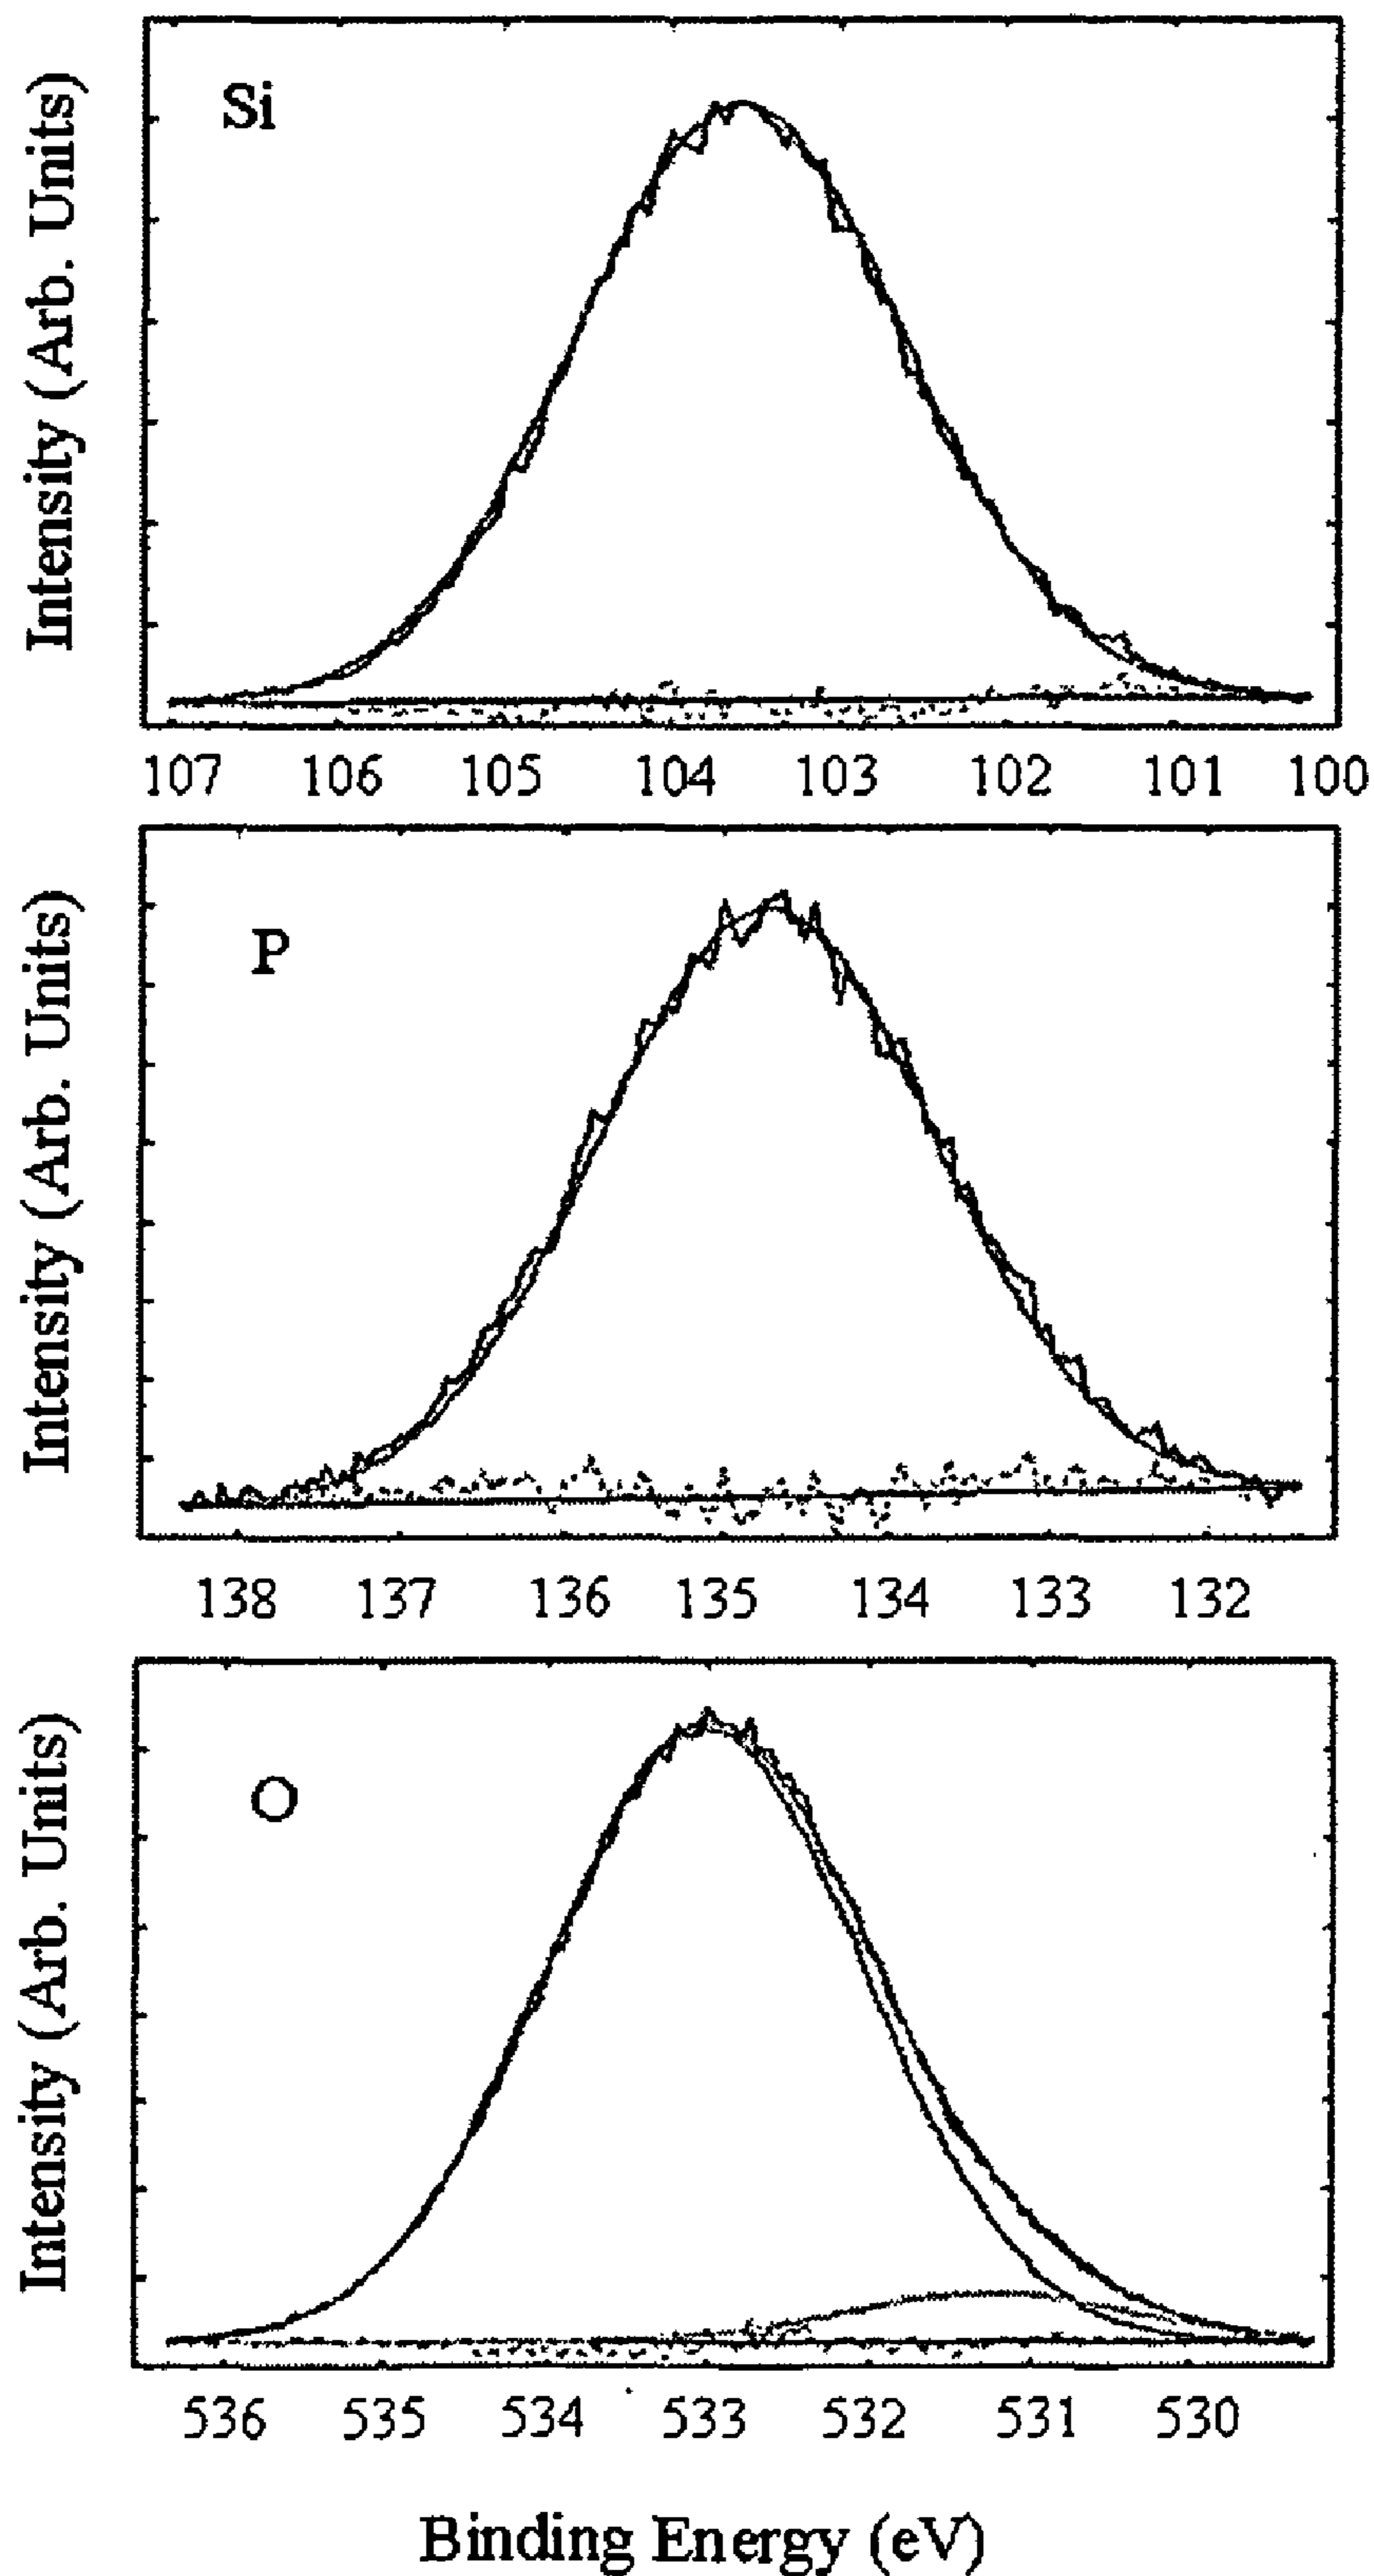 Intensity (Arb. Units)
Si
107 106 105 104 103 102 101 100
Intensity (Arb. Units)
P
138 137 136 135 134 133 132
Intensity (Arb. Units)
O
536 535 534 533 532 531 530
Binding Energy (eV)